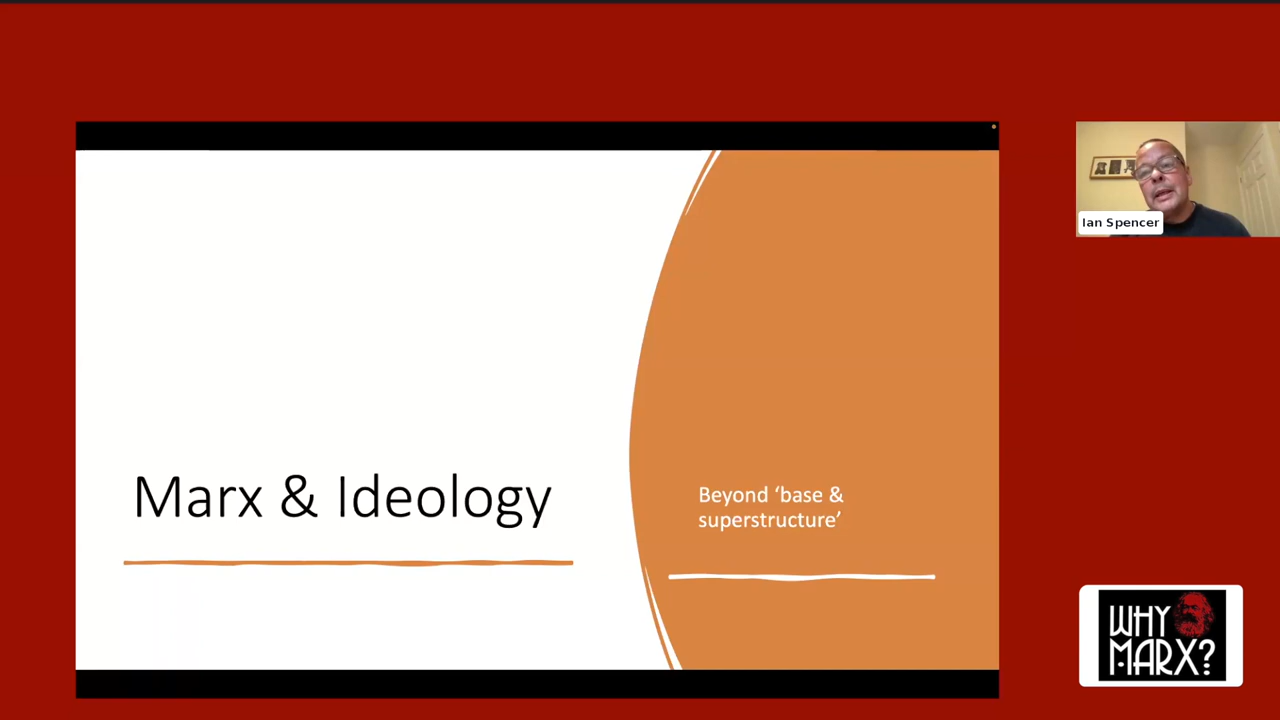 Marx & Ideology
Beyond ‘base &
superstructure’
Ian Spencer
WHY
MARX?